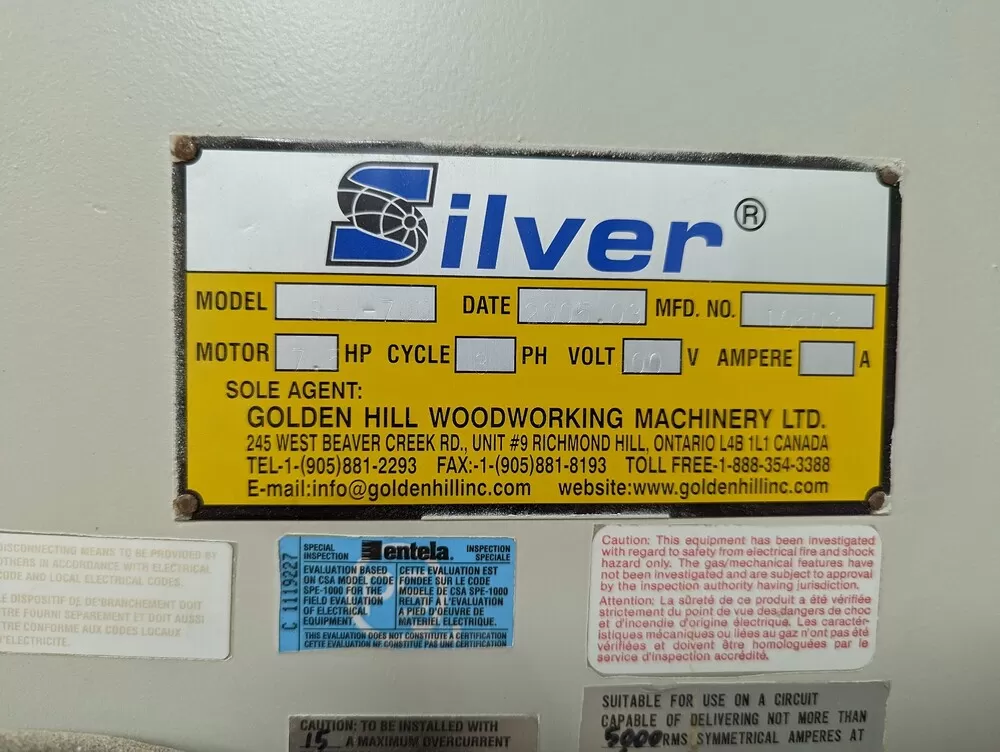 Silver®
MODEL DATE 2005.03 MFD. NO.
MOTOR HP CYCLE 3 PH VOLT V AMPERE A
SOLE AGENT:
GOLDEN HILL WOODWORKING MACHINERY LTD.
245 WEST BEAVER CREEK RD., UNIT #9 RICHMOND HILL, ONTARIO L4B 1L1 CANADA
TEL-1-(905)881-2293 FAX:-1-(905)881-8193 TOLL FREE-1-888-354-3388
E-mail:info@goldenhillinc.com website:www.goldenhillinc.com
DISCONNECTING MEANS TO BE PROVIDED BY
OTHERS IN ACCORDANCE WITH ELECTRICAL
CODE AND LOCAL ELECTRICAL CODES.
LE DISPOSITIF DE DEBRANCHEMENT DOIT
ETRE FOURNI SEPAREMENT ET DOIT AUSSI
ETRE CONFORME AUX CODES LOCAUX
D'ELECTRICITE.
SPECIAL INSPECTION
entela.
INSPECTION SPÉCIALE
C 1119227
EVALUATION BASED
ON CSA MODEL CODE
SPE-1000 FOR THE
FIELD EVALUATION
OF ELECTRICAL
EQUIPMENT.
CETTE ÉVALUATION EST
FONDÉE SUR LE CODE
MODELE DE CSA SPE-1000
RELATIF À L'EVALUATION
A PIED-D'OEUVRE DE
MATERIEL ÉLECTRIQUE.
THIS EVALUATION DOES NOT CONSTITUTE A CERTIFICATION
CETTE EVALUATION NE CONSTITUE PAS UNE CERTIFICATION
Caution: This equipment has been investigated
with regard to safety from electrical fire and shock
hazard only. The gas/mechanical features have
not been investigated and are subject to approval
by the inspection authority having jurisdiction.
Attention: La sûreté de ce produit a été vérifiée
strictement du point de vue des dangers de choc
et d'incendie d'origine électrique. Les caractér-
istiques mécaniques ou liées au gaz n'ont pas été
vérifiées et doivent être homologuées par le
service d'inspection accrédité.
CAUTION: TO BE INSTALLED WITH
15 A MAXIMUM OVERCURRENT
SUITABLE FOR USE ON A CIRCUIT
CAPABLE OF DELIVERING NOT MORE THAN
5000 RMS SYMMETRICAL AMPERES AT